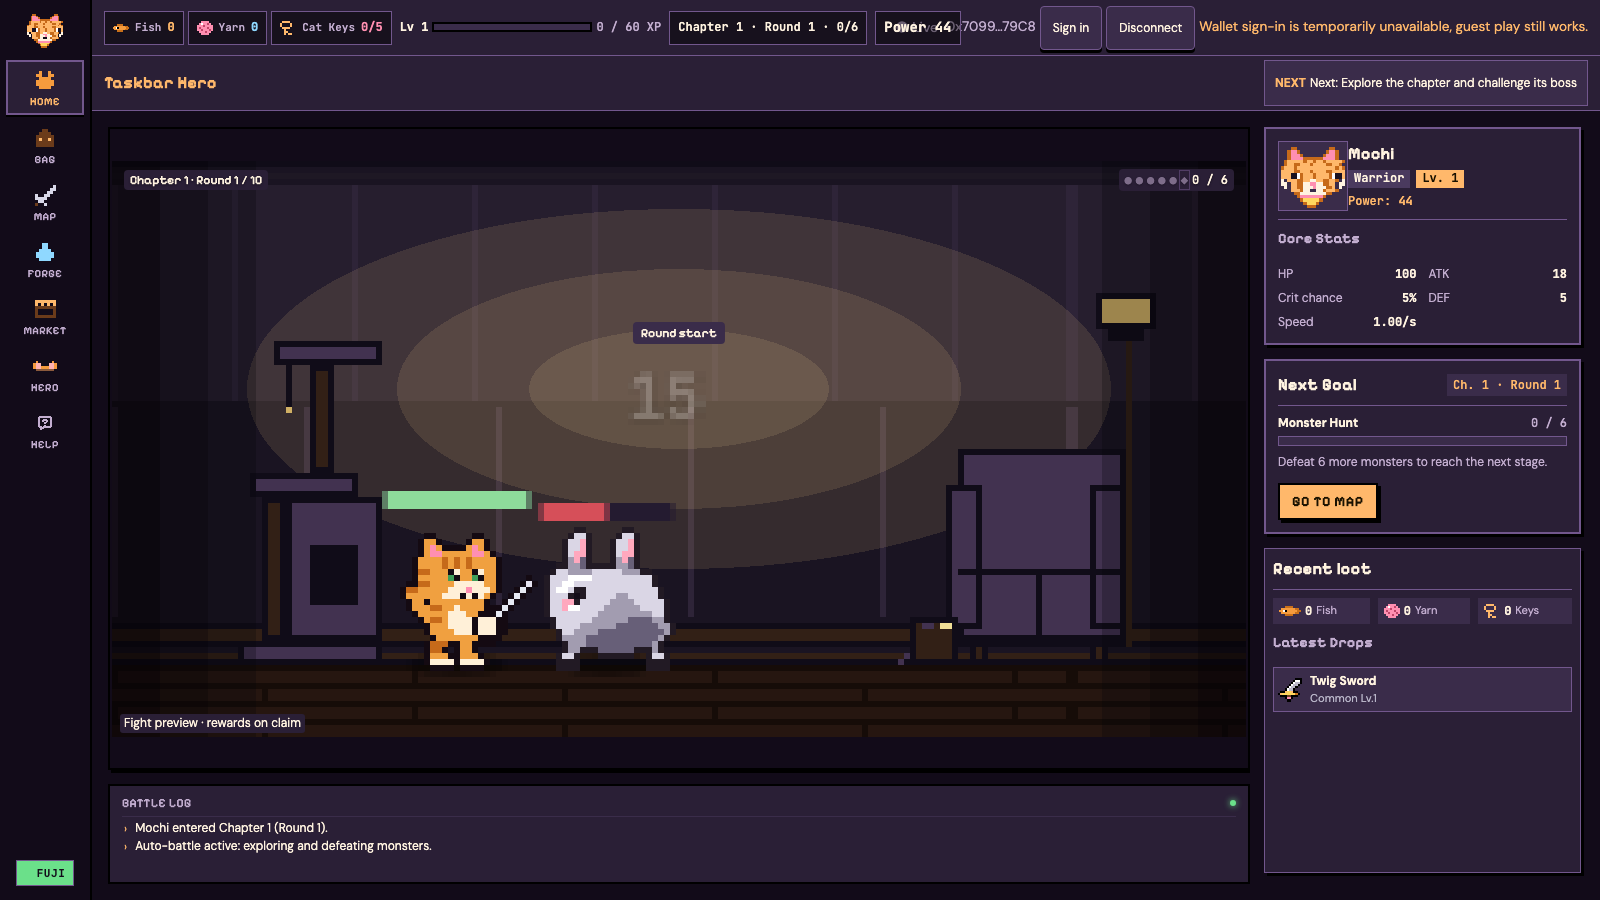 Fish 0
Yarn 0
Cat Keys 0/5
Lv 1
0 / 60 XP
Chapter 1 · Round 1 · 0/6
Power 44
7099…79C8
Sign in
Disconnect
Wallet sign-in is temporarily unavailable, guest play still works.
HOME
BAG
MAP
FORGE
MARKET
HERO
HELP
FUJI
Taskbar Hero
NEXT Next: Explore the chapter and challenge its boss
Chapter 1 · Round 1 / 10
0 / 6
Round start
15
Fight preview · rewards on claim
BATTLE LOG
› Mochi entered Chapter 1 (Round 1).
› Auto-battle active: exploring and defeating monsters.
Mochi
Warrior
Lv. 1
Power: 44
Core Stats
HP 100 ATK 18
Crit chance 5% DEF 5
Speed 1.00/s
Next Goal
Ch. 1 · Round 1
Monster Hunt 0 / 6
Defeat 6 more monsters to reach the next stage.
GO TO MAP
Recent loot
0 Fish
0 Yarn
0 Keys
Latest Drops
Twig Sword
Common Lv.1